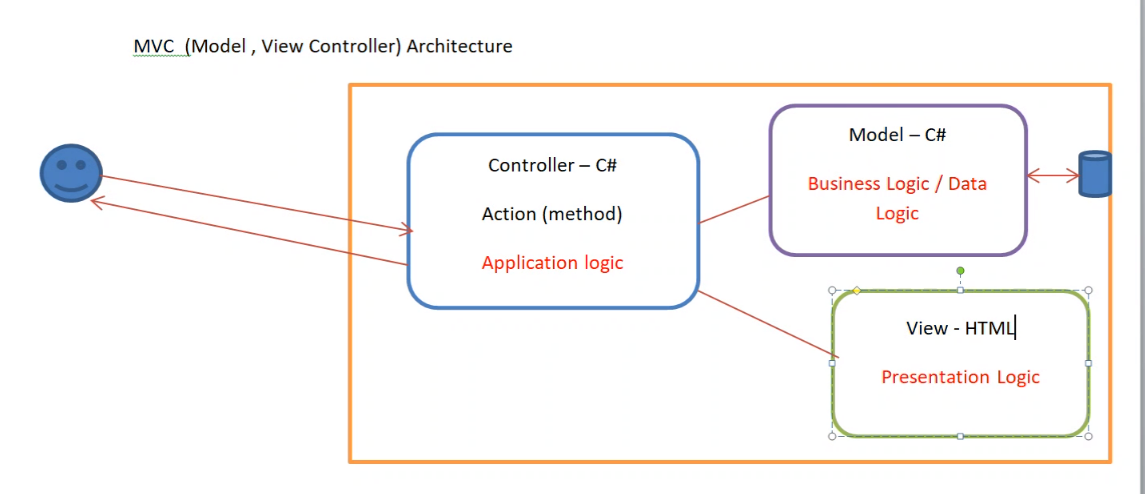 MVC (Model , View Controller) Architecture
Controller – C#
Action (method)
Application logic
Model – C#
Business Logic / Data
Logic
View - HTML
Presentation Logic